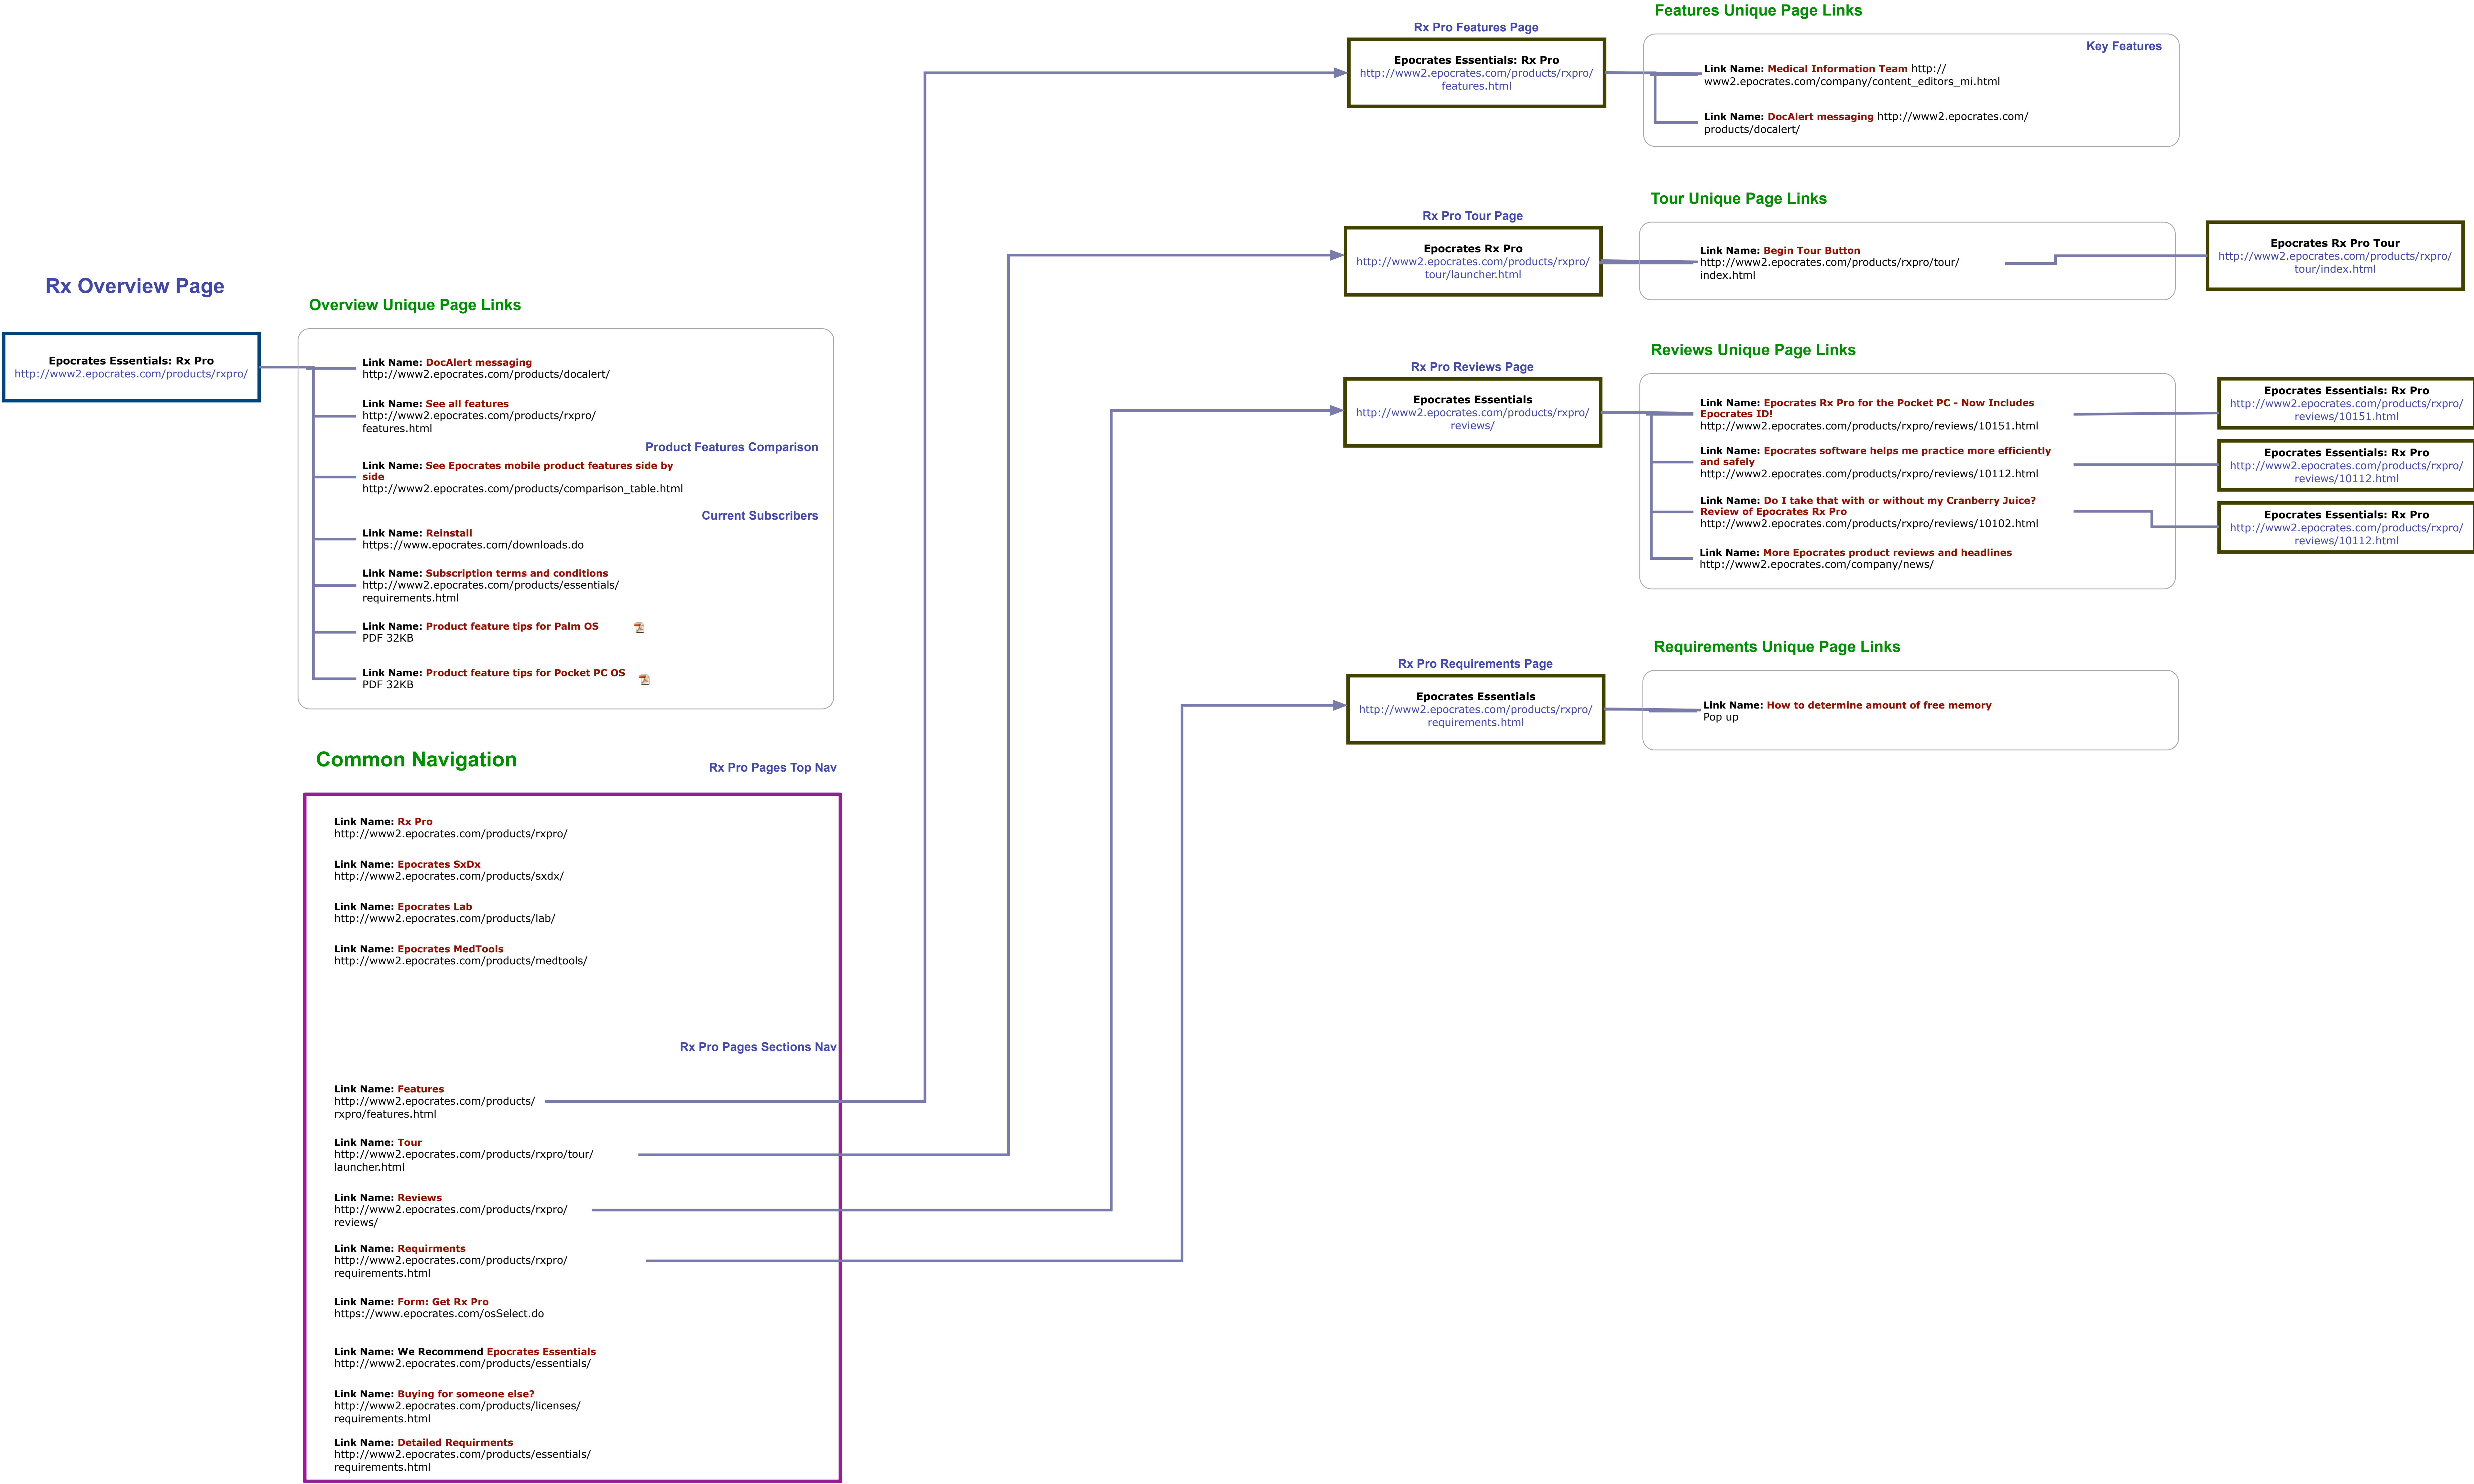 Rx Overview Page
Epocrates Essentials: Rx Pro
http://www2.epocrates.com/products/rxpro/
Overview Unique Page Links
Link Name: DocAlert messaging
http://www2.epocrates.com/products/docalert/
Link Name: See all features
http://www2.epocrates.com/products/rxpro/
features.html
Product Features Comparison
Link Name: See Epocrates mobile product features side by
side
http://www2.epocrates.com/products/comparison_table.html
Current Subscribers
Link Name: Reinstall
https://www.epocrates.com/downloads.do
Link Name: Subscription terms and conditions
http://www2.epocrates.com/products/essentials/
requirements.html
Link Name: Product feature tips for Palm OS
PDF 32KB
Link Name: Product feature tips for Pocket PC OS
PDF 32KB
Common Navigation
Rx Pro Pages Top Nav
Link Name: Rx Pro
http://www2.epocrates.com/products/rxpro/
Link Name: Epocrates SxDx
http://www2.epocrates.com/products/sxdx/
Link Name: Epocrates Lab
http://www2.epocrates.com/products/lab/
Link Name: Epocrates MedTools
http://www2.epocrates.com/products/medtools/
Rx Pro Pages Sections Nav
Link Name: Features
http://www2.epocrates.com/products/
rxpro/features.html
Link Name: Tour
http://www2.epocrates.com/products/rxpro/tour/
launcher.html
Link Name: Reviews
http://www2.epocrates.com/products/rxpro/
reviews/
Link Name: Requirments
http://www2.epocrates.com/products/rxpro/
requirements.html
Link Name: Form: Get Rx Pro
https://www.epocrates.com/osSelect.do
Link Name: We Recommend Epocrates Essentials
http://www2.epocrates.com/products/essentials/
Link Name: Buying for someone else?
http://www2.epocrates.com/products/licenses/
requirements.html
Link Name: Detailed Requirments
http://www2.epocrates.com/products/essentials/
requirements.html
Rx Pro Features Page
Epocrates Essentials: Rx Pro
http://www2.epocrates.com/products/rxpro/
features.html
Features Unique Page Links
Key Features
Link Name: Medical Information Team http://
www2.epocrates.com/company/content_editors_mi.html
Link Name: DocAlert messaging http://www2.epocrates.com/
products/docalert/
Rx Pro Tour Page
Epocrates Rx Pro
http://www2.epocrates.com/products/rxpro/
tour/launcher.html
Tour Unique Page Links
Link Name: Begin Tour Button
http://www2.epocrates.com/products/rxpro/tour/
index.html
Epocrates Rx Pro Tour
http://www2.epocrates.com/products/rxpro/
tour/index.html
Rx Pro Reviews Page
Epocrates Essentials
http://www2.epocrates.com/products/rxpro/
reviews/
Reviews Unique Page Links
Link Name: Epocrates Rx Pro for the Pocket PC - Now Includes
Epocrates ID!
http://www2.epocrates.com/products/rxpro/reviews/10151.html
Link Name: Epocrates software helps me practice more efficiently
and safely
http://www2.epocrates.com/products/rxpro/reviews/10112.html
Link Name: Do I take that with or without my Cranberry Juice?
Review of Epocrates Rx Pro
http://www2.epocrates.com/products/rxpro/reviews/10102.html
Link Name: More Epocrates product reviews and headlines
http://www2.epocrates.com/company/news/
Epocrates Essentials: Rx Pro
http://www2.epocrates.com/products/rxpro/
reviews/10151.html
Epocrates Essentials: Rx Pro
http://www2.epocrates.com/products/rxpro/
reviews/10112.html
Epocrates Essentials: Rx Pro
http://www2.epocrates.com/products/rxpro/
reviews/10112.html
Rx Pro Requirements Page
Epocrates Essentials
http://www2.epocrates.com/products/rxpro/
requirements.html
Requirements Unique Page Links
Link Name: How to determine amount of free memory
Pop up